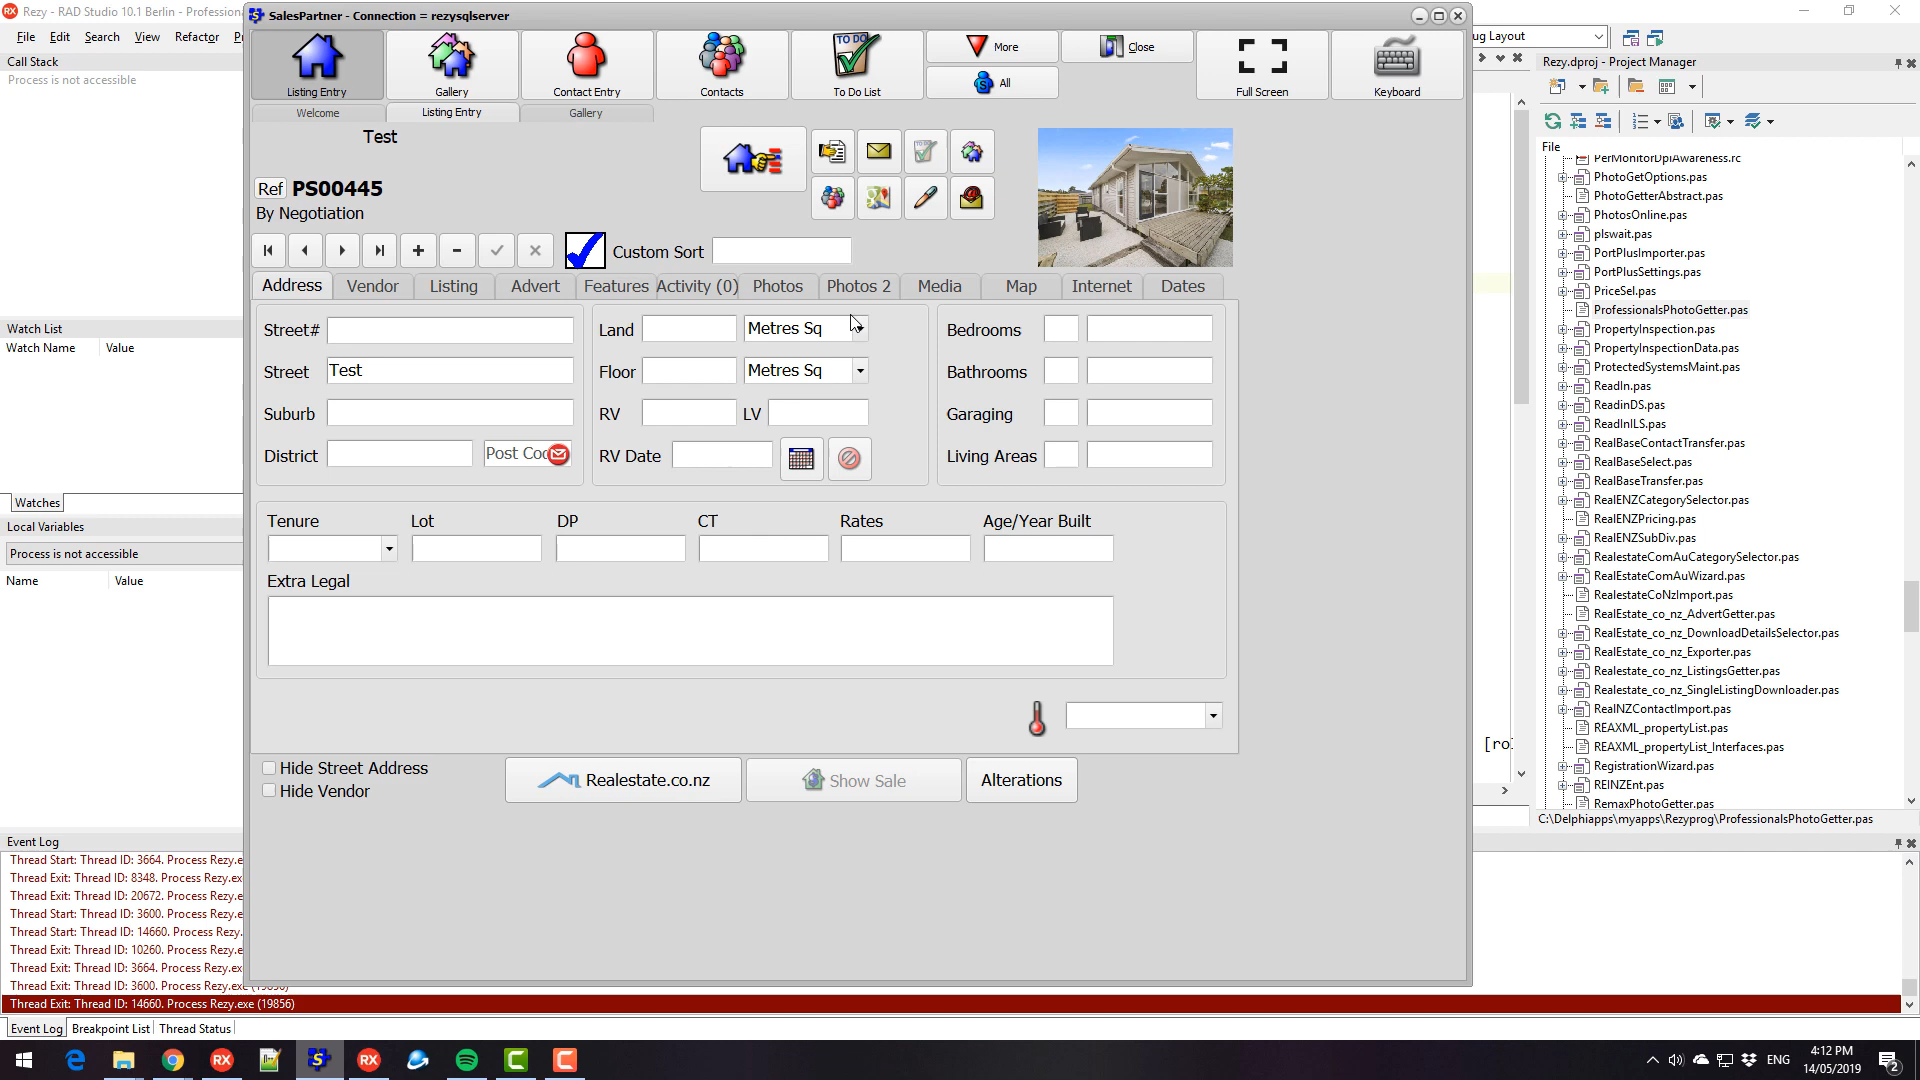 Rezy - RAD Studio 10.1 Berlin - Profession
SalesPartner - Connection = rezysqlserver
File Edit Search View Refactor
ug Layout
Call Stack
Process is not accessible
Listing Entry
Gallery
Contact Entry
Contacts
TO DO
To Do List
More
All
Close
Full Screen
Keyboard
Welcome
Listing Entry
Gallery
Rezy.dproj - Project Manager
Test
Ref PS00445
By Negotiation
Custom Sort
Address Vendor Listing Advert Features Activity (0) Photos Photos 2 Media Map Internet Dates
Street#
Street Test
Suburb
District
Post Co
Land Metres Sq
Floor Metres Sq
RV LV
RV Date
Bedrooms
Bathrooms
Garaging
Living Areas
Tenure Lot DP CT Rates Age/Year Built
Extra Legal
Hide Street Address
Hide Vendor
Realestate.co.nz
Show Sale
Alterations
Watch List
Watch Name Value
Watches
Local Variables
Process is not accessible
Name Value
File
PerMonitorDpiAwareness.rc
PhotoGetOptions.pas
PhotoGetterAbstract.pas
PhotosOnline.pas
plswait.pas
PortPlusImporter.pas
PortPlusSettings.pas
PriceSel.pas
ProfessionalsPhotoGetter.pas
PropertyInspection.pas
PropertyInspectionData.pas
ProtectedSystemsMaint.pas
ReadIn.pas
ReadinDS.pas
ReadInILS.pas
RealBaseContactTransfer.pas
RealBaseSelect.pas
RealBaseTransfer.pas
RealENZCategorySelector.pas
RealENZPricing.pas
RealENZSubDiv.pas
RealestateComAuCategorySelector.pas
RealEstateComAuWizard.pas
RealestateCoNzImport.pas
RealEstate_co_nz_AdvertGetter.pas
RealEstate_co_nz_DownloadDetailsSelector.pas
RealEstate_co_nz_Exporter.pas
Realestate_co_nz_ListingsGetter.pas
Realestate_co_nz_SingleListingDownloader.pas
RealNZContactImport.pas
REAXML_propertyList.pas
REAXML_propertyList_Interfaces.pas
RegistrationWizard.pas
REINZEnt.pas
RemaxPhotoGetter.pas
C:\Delphiapps\myapps\Rezyprog\ProfessionalsPhotoGetter.pas
[ro
Event Log
Thread Start: Thread ID: 3664. Process Rezy.e
Thread Exit: Thread ID: 8348. Process Rezy.ex
Thread Exit: Thread ID: 20672. Process Rezy.e
Thread Start: Thread ID: 3600. Process Rezy.e
Thread Start: Thread ID: 14660. Process Rezy.
Thread Exit: Thread ID: 10260. Process Rezy.e
Thread Exit: Thread ID: 3664. Process Rezy.ex
Thread Exit: Thread ID: 3600. Process Rezy.exe (19856)
Thread Exit: Thread ID: 14660. Process Rezy.exe (19856)
Event Log Breakpoint List Thread Status
ENG
4:12 PM
14/05/2019
2